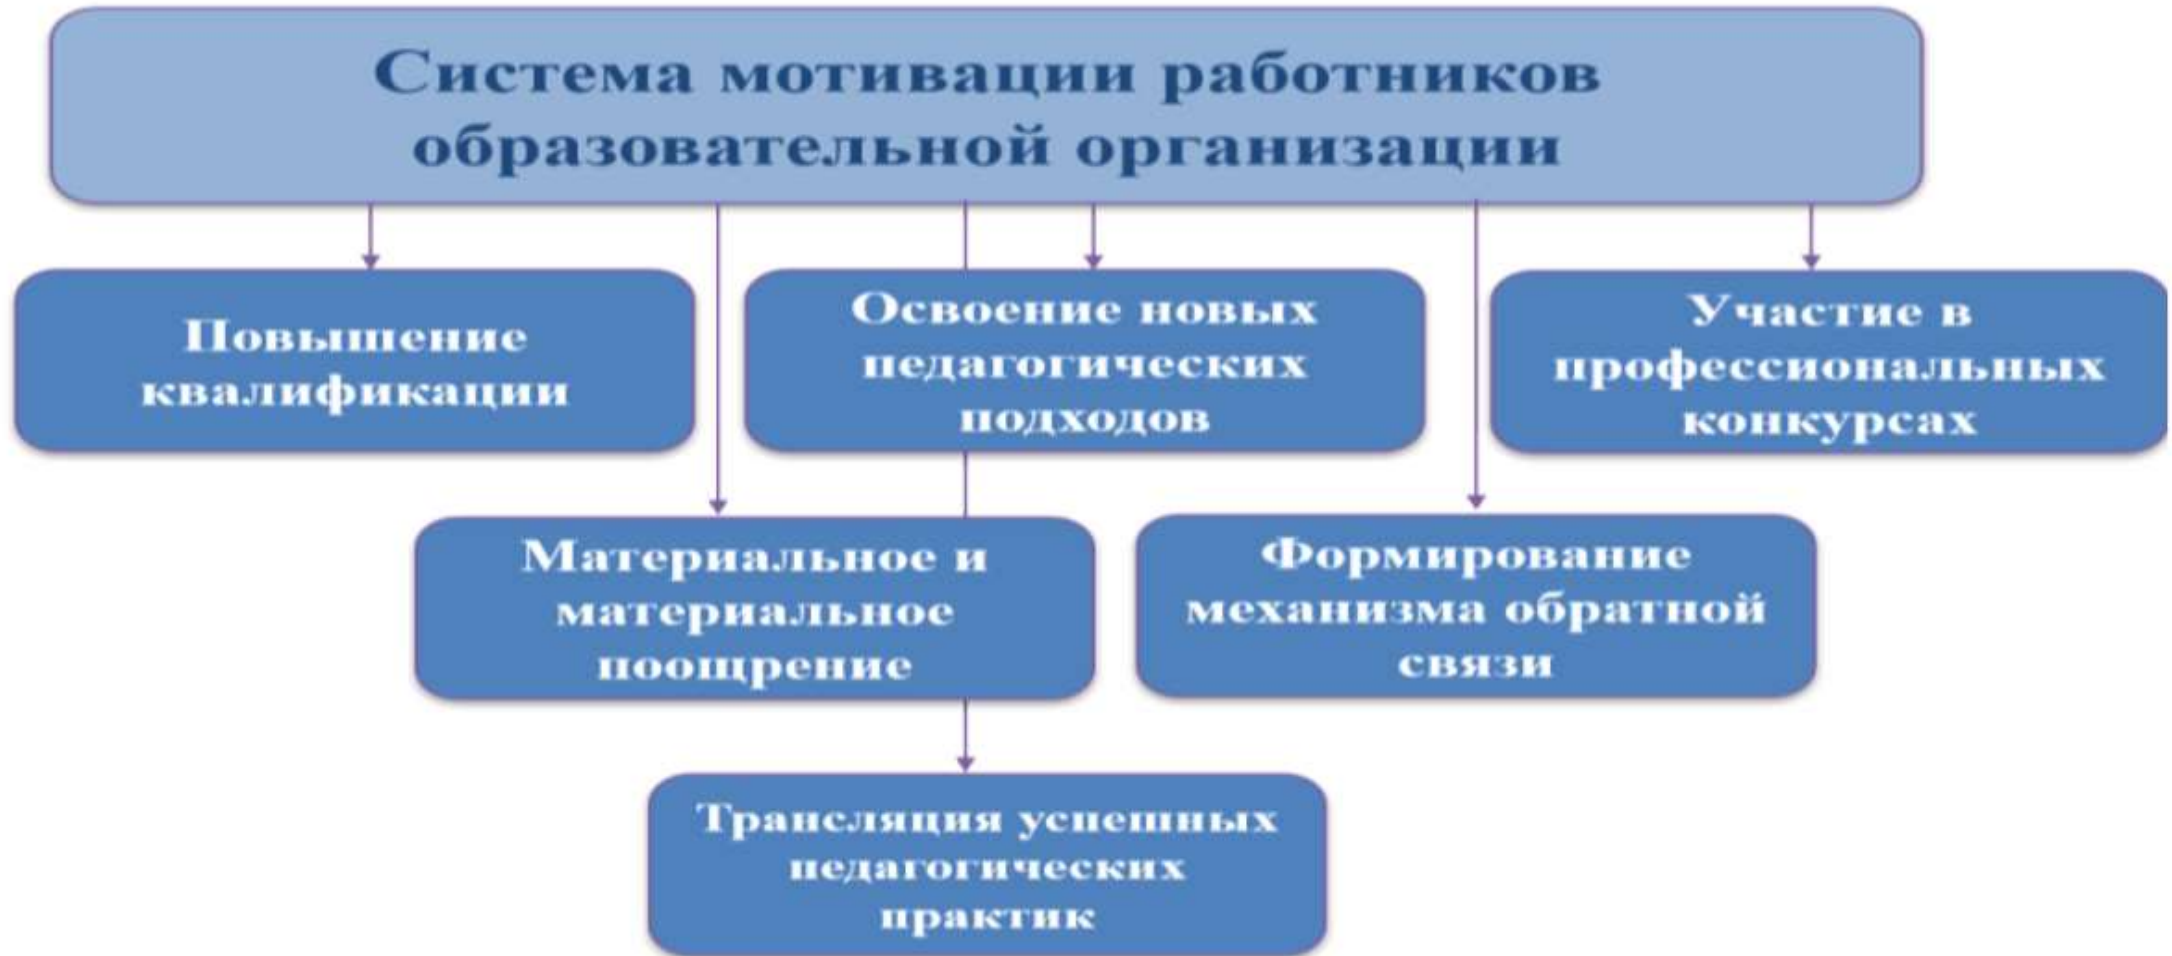 Система мотивации работников
образовательной организации
Повышение
квалификации
Освоение новых
педагогических
подходов
Участие в
профессиональных
конкурсах
Материальное и
материальное
поощрение
Формирование
механизма обратной
связи
Трансляция успешных
педагогических
практик